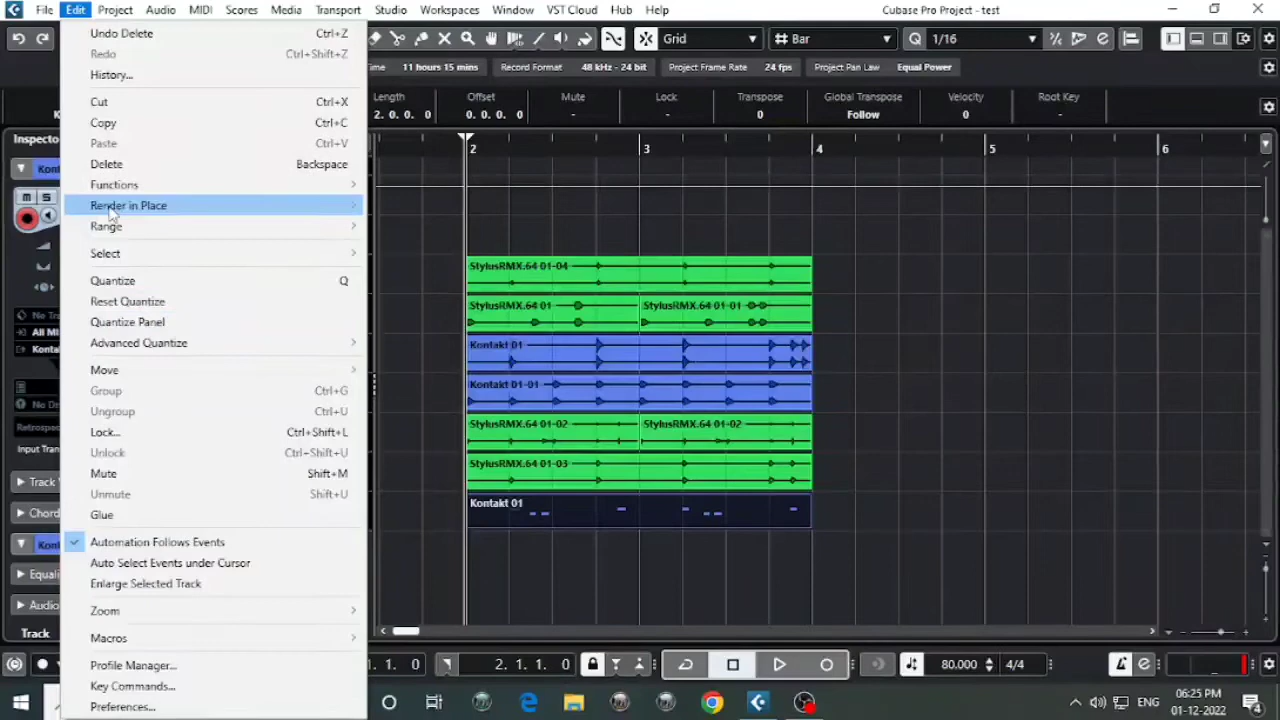 File Edit Project Audio MIDI Scores Media Transport Studio Workspaces Window VST Cloud Hub Help Cubase Pro Project - test
Grid Bar Q 1/16
11 hours 15 mins Record Format 48 kHz - 24 bit Project Frame Rate 24 fps Project Pan Law Equal Power
Length Offset Mute Lock Transpose Global Transpose Velocity Root Key
2. 0. 0. 0 0. 0. 0. 0 - - 0 Follow 0 -
Undo Delete Ctrl+Z
Redo Ctrl+Shift+Z
History...
Cut Ctrl+X
Copy Ctrl+C
Paste Ctrl+V
Delete Backspace
Functions
Render in Place
Range
Select
Quantize Q
Reset Quantize
Quantize Panel
Advanced Quantize
Move
Group Ctrl+G
Ungroup Ctrl+U
Lock... Ctrl+Shift+L
Unlock Ctrl+Shift+U
Mute Shift+M
Unmute Shift+U
Glue
Automation Follows Events
Auto Select Events under Cursor
Enlarge Selected Track
Zoom
Macros
Profile Manager...
Key Commands...
Preferences...
m S
Track
2 3 4 5 6
StylusRMX.64 01-04
StylusRMX.64 01 StylusRMX.64 01-01
Kontakt 01
Kontakt 01-01
StylusRMX.64 01-02 StylusRMX.64 01-02
StylusRMX.64 01-03
Kontakt 01
1. 1. 0 2. 1. 1. 0 80.000 4/4
ENG 06:25 PM
01-12-2022
4